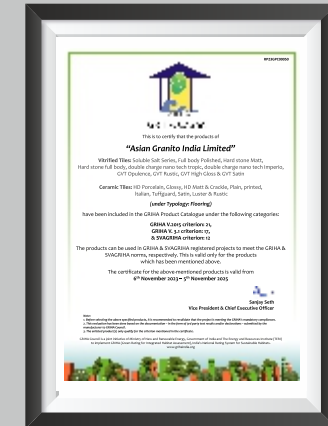 This is to certify that the products of
"Asian Granito India Limited"
Vitrified Tiles: Soluble Salt Series, Full body Polished, Hard stone Matt,
Hard stone full body, double charge nano tech tropic, double charge nano tech Imperio,
GVT Opulence, GVT Rustic, GVT High Gloss & GVT Satin
Ceramic Tiles: HD Porcelain, Glossy, HD Matt & Crackle, Plain, printed,
Italian, Tuffguard, Satin, Luster & Rustic
(under Typology: Flooring)
have been included in the GRIHA Product Catalogue under the following categories:
GRIHA V.2015 criterion: 21,
GRIHA V. 3.1 criterion: 17,
& SVAGRIHA criterion: 12
The products can be used in GRIHA & SVAGRIHA registered projects to meet the GRIHA &
SVAGRIHA norms, respectively. This is valid only for the products
which has been mentioned above.
The certificate for the above-mentioned products is valid from
6th November 2023 – 5th November 2025
Sanjay Seth
Vice President & Chief Executive Officer
Note: